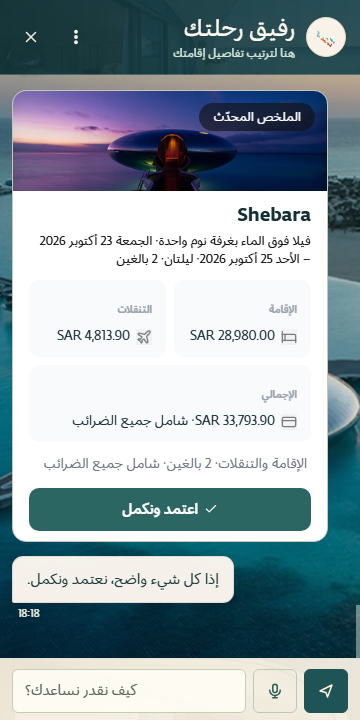 رفيق رحلتك
هنا لترتيب تفاصيل إقامتك
الملخص المحدّث
Shebara
فيلا فوق الماء بغرفة نوم واحدة · الجمعة 23 أكتوبر 2026
– الأحد 25 أكتوبر 2026 · ليلتان · 2 بالغين
الإقامة
SAR 28,980.00
التنقلات
SAR 4,813.90
الإجمالي
SAR 33,793.90 · شامل جميع الضرائب
الإقامة والتنقلات · 2 بالغين · شامل جميع الضرائب
اعتمد ونكمل
إذا كل شيء واضح، نعتمد ونكمل.
18:18
كيف نقدر نساعدك؟